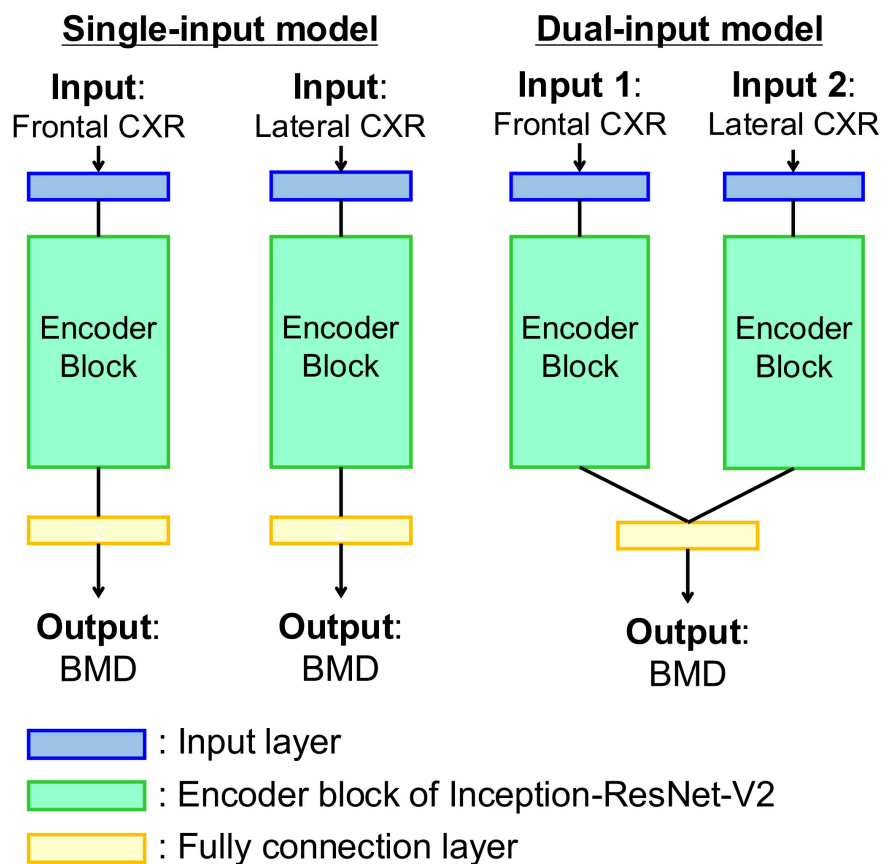 Single-input model
Dual-input model
Input:
Frontal CXR
Input:
Lateral CXR
Input 1:
Frontal CXR
Input 2:
Lateral CXR
Encoder
Block
Encoder
Block
Encoder
Block
Encoder
Block
Output:
BMD
Output:
BMD
Output:
BMD
: Input layer
: Encoder block of Inception-ResNet-V2
: Fully connection layer